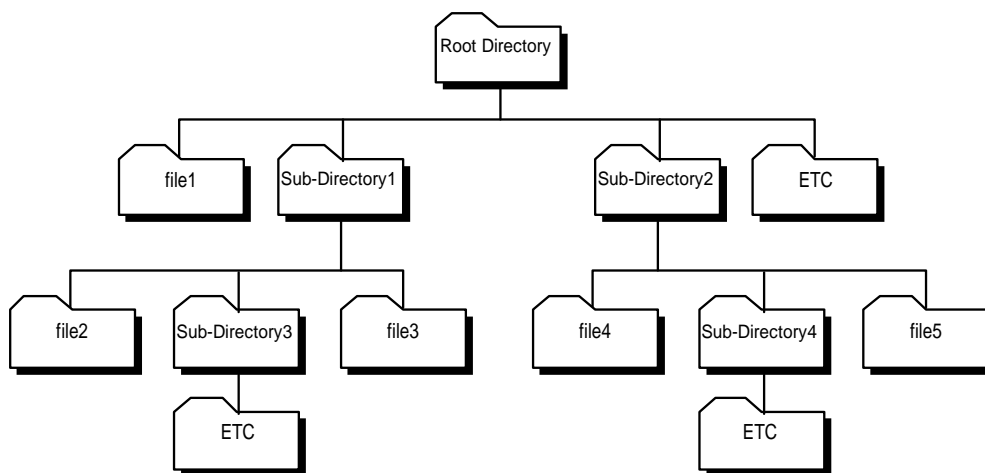 Root Directory
file1
Sub-Directory1
Sub-Directory2
ETC
file2
Sub-Directory3
file3
file4
Sub-Directory4
file5
ETC
ETC